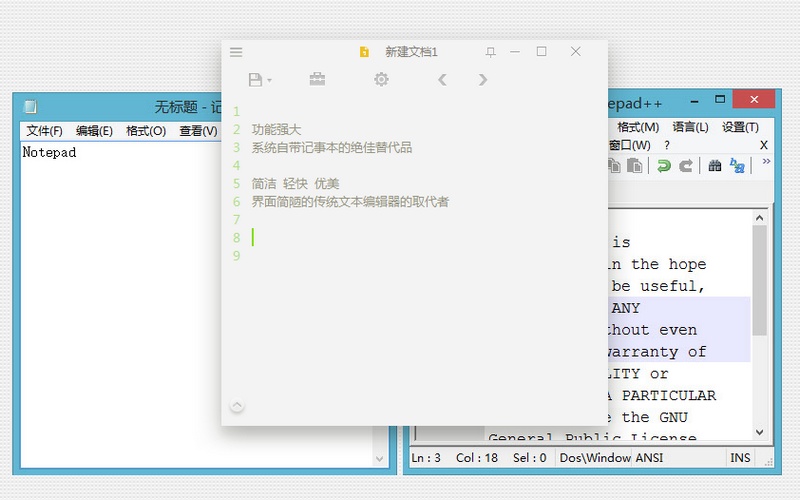 新建文档1
1
2 功能强大
3 系统自带记事本的绝佳替代品
4
5 简洁 轻快 优美
6 界面简陋的传统文本编辑器的取代者
7
8
9
无标题 - 记
文件(F) 编辑(E) 格式(O) 查看(V)
Notepad
epad++
格式(M) 语言(L) 设置(T)
窗口(W) ? X
is
in the hope
be useful,
ANY
thout even
warranty of
LITY or
A PARTICULAR
e the GNU
General Public License
Ln : 3 Col : 18 Sel : 0 Dos\Window ANSI INS